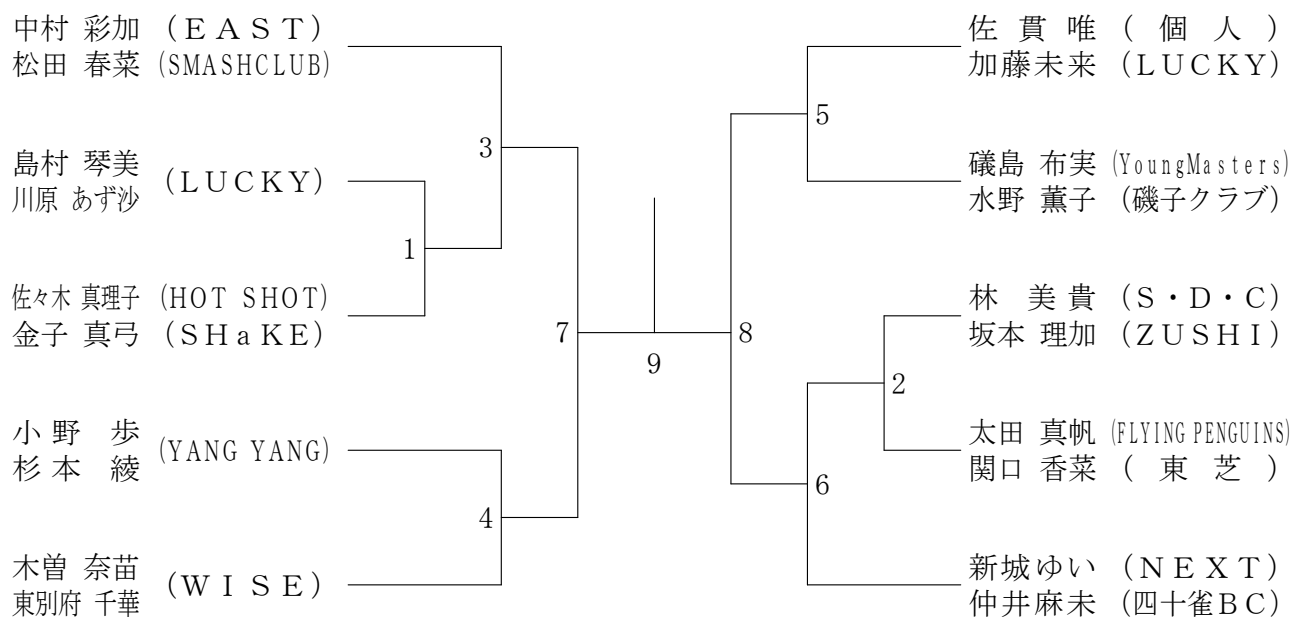 中村 彩加 (ＥＡＳＴ)
松田 春菜 (SMASHCLUB)
3
島村 琴美
川原 あず沙
(LUCKY)
1
佐々木 真理子 (HOT SHOT)
金子 真弓 (SHaKE)
7
小野 歩
杉本 綾
(YANG YANG)
4
木曽 奈苗
東別府 千華
(ＷＩＳＥ)
9
佐貫唯 (個人)
加藤未来 (LUCKY)
5
礒島 布実 (YoungMasters)
水野 薫子 (磯子クラブ)
8
林 美貴 (Ｓ・Ｄ・Ｃ)
坂本 理加 (ＺＵＳＨＩ)
2
太田 真帆 (FLYING PENGUINS)
関口 香菜 (東芝)
6
新城ゆい (ＮＥＸＴ)
仲井麻未 (四十雀ＢＣ)